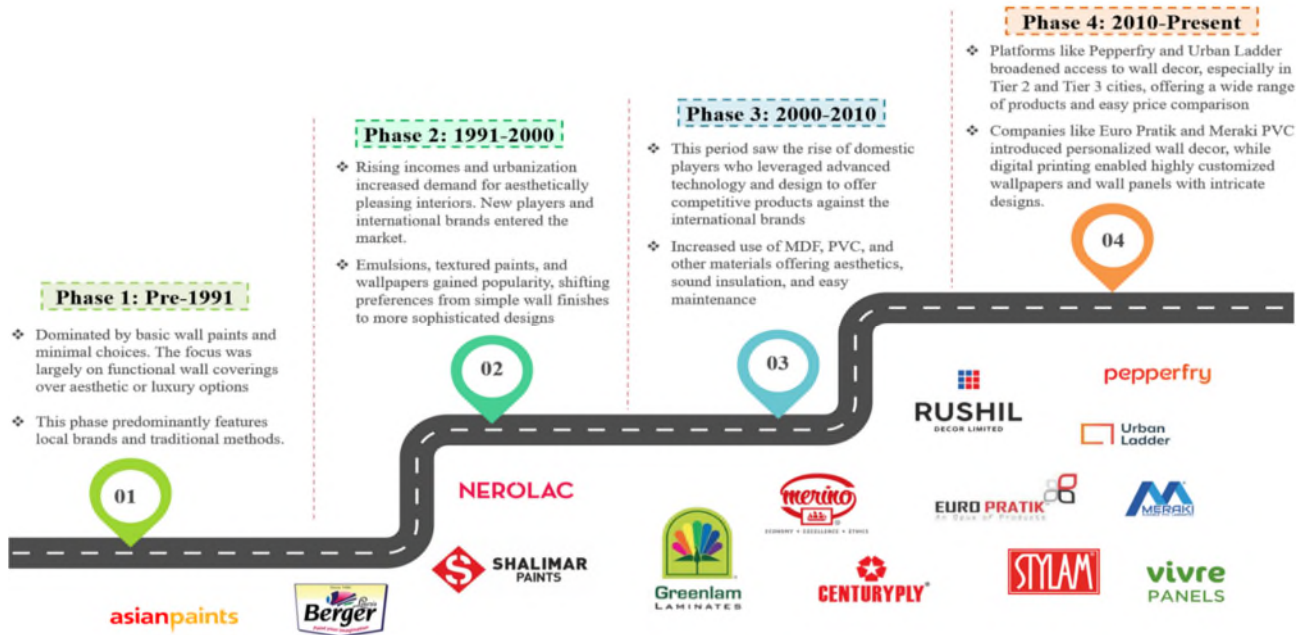 Phase 1: Pre-1991
❖ Dominated by basic wall paints and
minimal choices. The focus was
largely on functional wall coverings
over aesthetic or luxury options
❖ This phase predominantly features
local brands and traditional methods.
01
Phase 2: 1991-2000
❖ Rising incomes and urbanization
increased demand for aesthetically
pleasing interiors. New players and
international brands entered the
market.
❖ Emulsions, textured paints, and
wallpapers gained popularity, shifting
preferences from simple wall finishes
to more sophisticated designs
02
Phase 3: 2000-2010
❖ This period saw the rise of domestic
players who leveraged advanced
technology and design to offer
competitive products against the
international brands
❖ Increased use of MDF, PVC, and
other materials offering aesthetics,
sound insulation, and easy
maintenance
03
Phase 4: 2010-Present
❖ Platforms like Pepperfry and Urban Ladder
broadened access to wall decor, especially in
Tier 2 and Tier 3 cities, offering a wide range
of products and easy price comparison
❖ Companies like Euro Pratik and Meraki PVC
introduced personalized wall decor, while
digital printing enabled highly customized
wallpapers and wall panels with intricate
designs.
04
asianpaints
Berger
NEROLAC
SHALIMAR
PAINTS
Greenlam
LAMINATES
merino
ECONOMY • EXCELLENCE • ETHICS
CENTURYPLY®
RUSHIL
DECOR LIMITED
pepperfry
Urban
Ladder
EURO PRATIK
MERAKI
STYLAM
vivre
PANELS